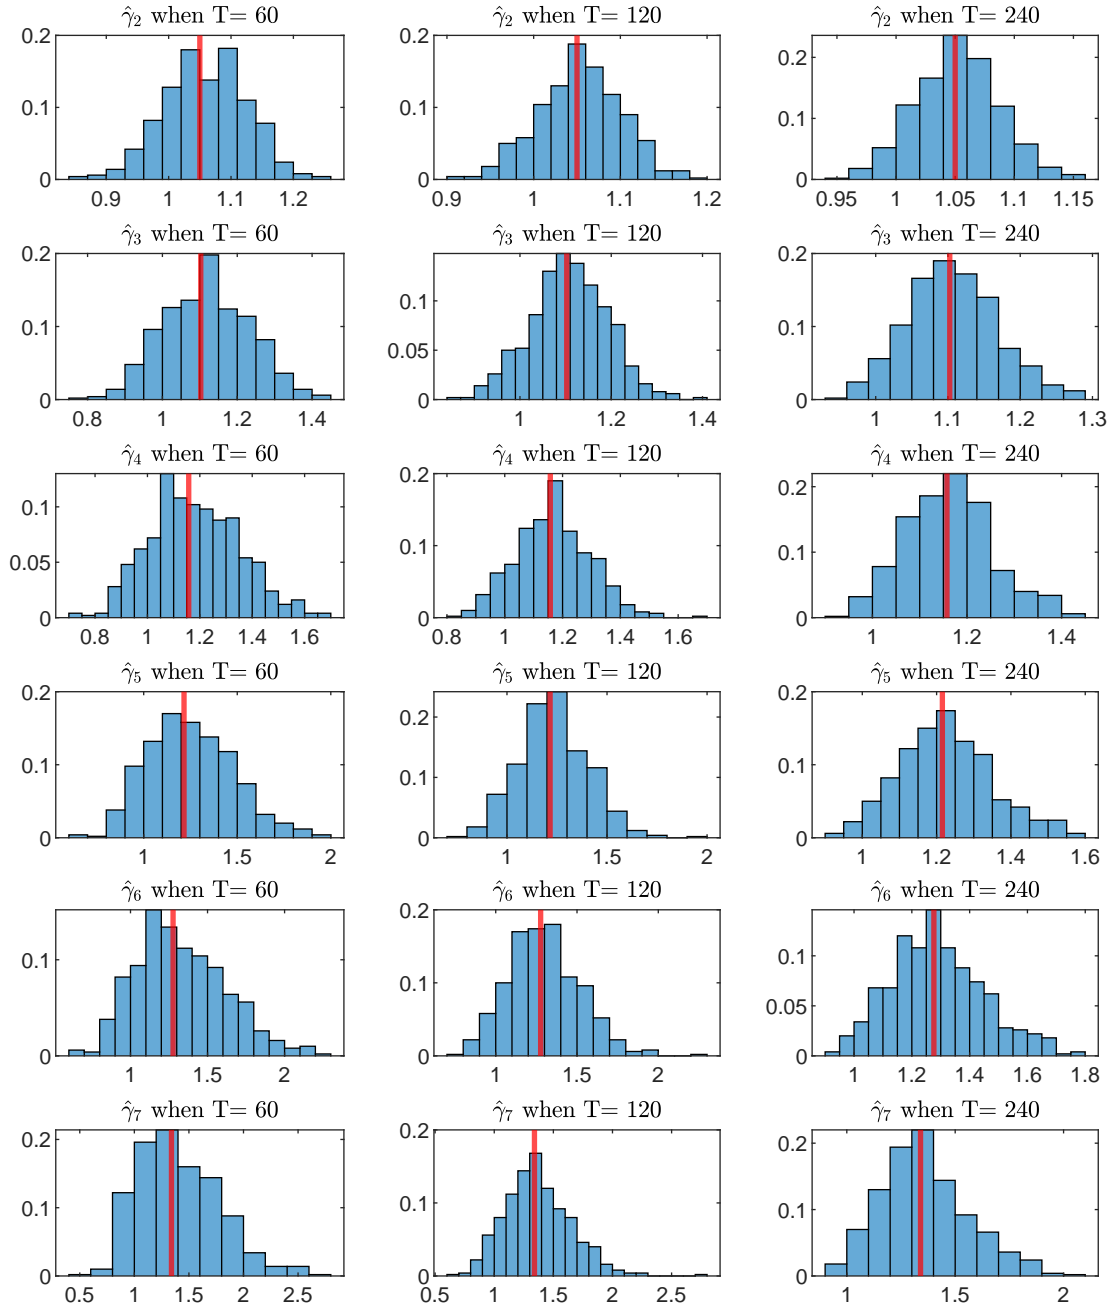 γ̂₂ when T= 60 γ̂₂ when T= 120 γ̂₂ when T= 240
0.2 0.2 0.2
0.1 0.1 0.1
0 0 0
0.9 1 1.1 1.2 0.9 1 1.1 1.2 0.95 1 1.05 1.1 1.15
γ̂₃ when T= 60 γ̂₃ when T= 120 γ̂₃ when T= 240
0.2 0.2
0.1 0.1 0.1
0.05
0 0 0
0.8 1 1.2 1.4 1 1.2 1.4 1 1.1 1.2 1.3
γ̂₄ when T= 60 γ̂₄ when T= 120 γ̂₄ when T= 240
0.2 0.2
0.1 0.1 0.1
0.05
0 0 0
0.8 1 1.2 1.4 1.6 0.8 1 1.2 1.4 1.6 1 1.2 1.4
γ̂₅ when T= 60 γ̂₅ when T= 120 γ̂₅ when T= 240
0.2 0.2 0.2
0.1 0.1 0.1
0 0 0
1 1.5 2 1 1.5 2 1 1.2 1.4 1.6
γ̂₆ when T= 60 γ̂₆ when T= 120 γ̂₆ when T= 240
0.2
0.1 0.1 0.1
0.05
0 0 0
1 1.5 2 1 1.5 2 1 1.2 1.4 1.6 1.8
γ̂₇ when T= 60 γ̂₇ when T= 120 γ̂₇ when T= 240
0.2 0.2 0.2
0.1 0.1 0.1
0 0 0
0.5 1 1.5 2 2.5 0.5 1 1.5 2 2.5 1 1.5 2